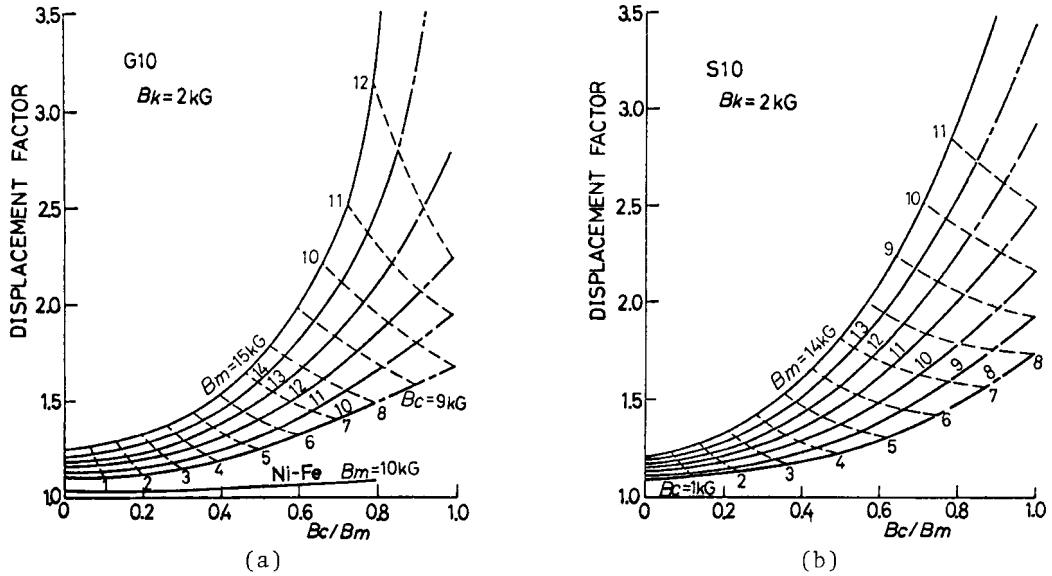 3.5
3.0
2.5
2.0
1.5
1.0
DISPLACEMENT FACTOR
G10
Bk = 2 kG
12
11
10
Bm=15kG
14
13
12
11
10
Bc=9kG
8
7
6
5
4
3
2
Ni-Fe Bm=10kG
0 0.2 0.4 0.6 0.8 1.0
Bc/Bm
(a)
3.5
3.0
2.5
2.0
1.5
1.0
DISPLACEMENT FACTOR
S10
Bk = 2 kG
11
10
9
Bm=14kG
13
12
11
10
9
8
8
7
6
5
4
3
2
Bc=1kG
0 0.2 0.4 0.6 0.8 1.0
Bc/Bm
(b)